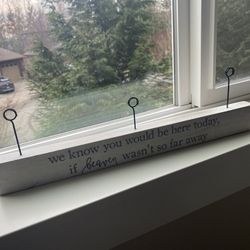 we know you would be here today,
if heaven wasn't so far away